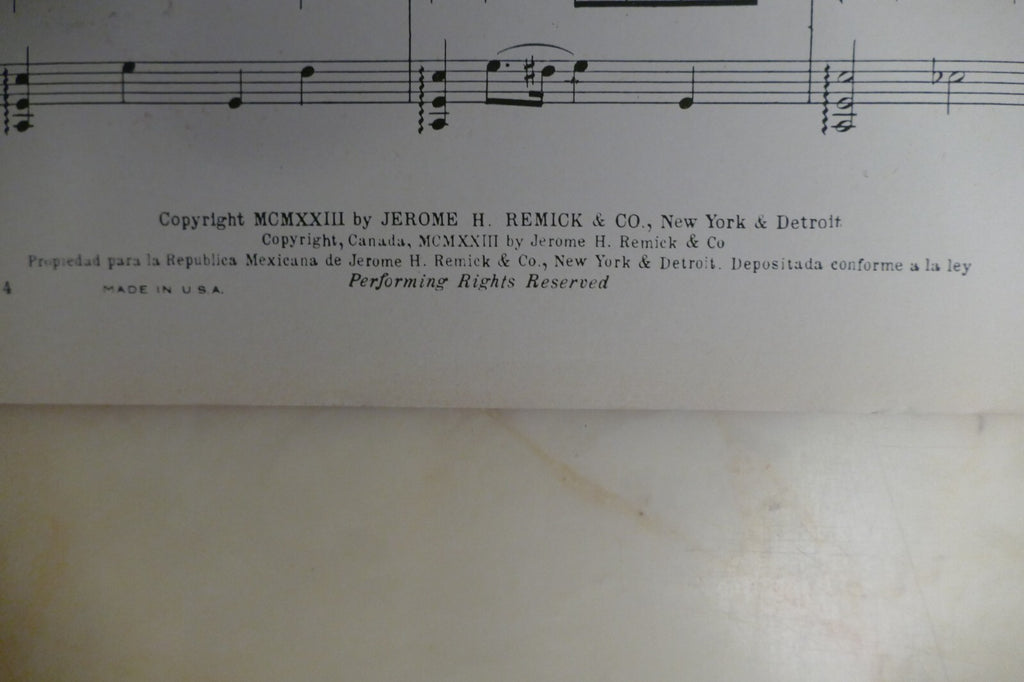 Copyright MCMXXIII by JEROME H. REMICK & CO., New York & Detroit
Copyright, Canada, MCMXXIII by Jerome H. Remick & Co
Propiedad para la Republica Mexicana de Jerome H. Remick & Co., New York & Detroit. Depositada conforme a la ley
4 MADE IN U.S.A. Performing Rights Reserved